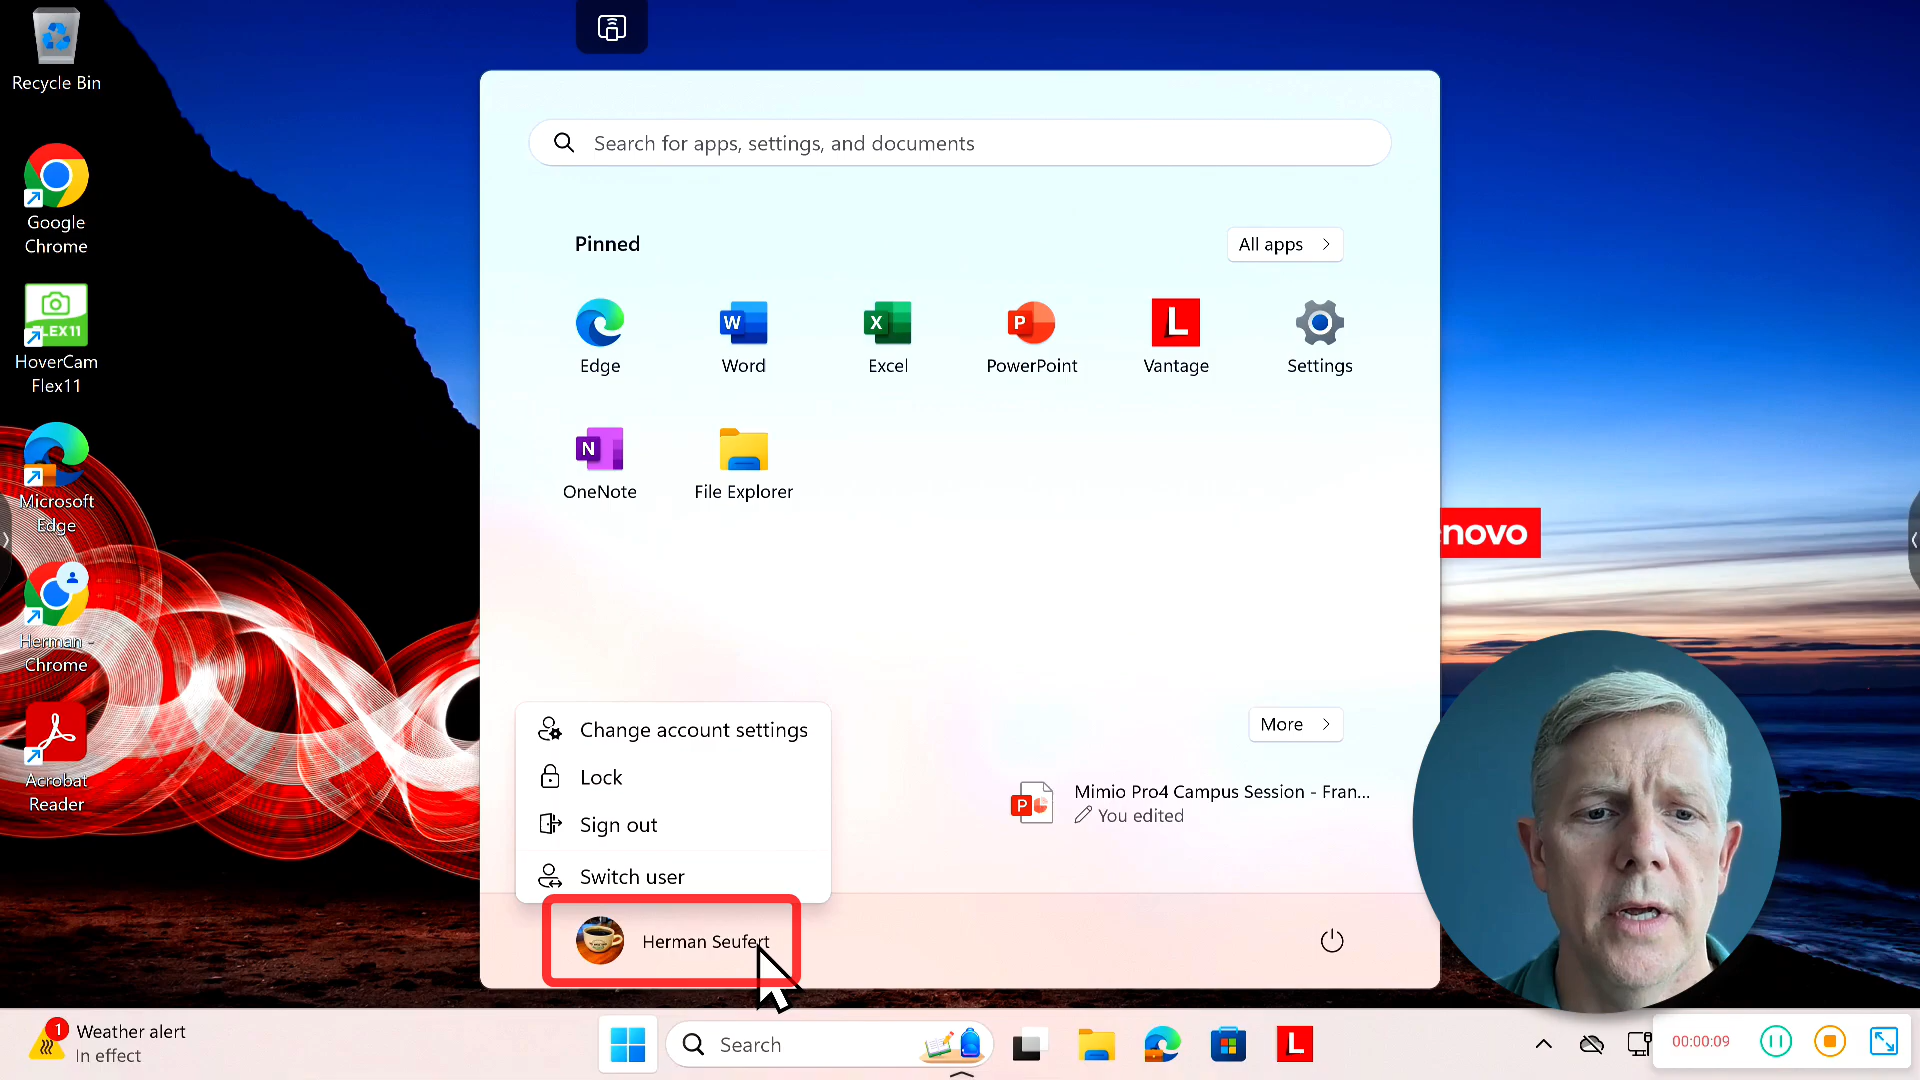 Recycle Bin
Google
Chrome
FLEX11
HoverCam
Flex11
Microsoft
Edge
Herman -
Chrome
Acrobat
Reader
Search for apps, settings, and documents
Pinned
All apps
W
X
P
L
Edge
Word
Excel
PowerPoint
Vantage
Settings
N
OneNote
File Explorer
novo
Change account settings
Lock
Sign out
Switch user
More
P
Mimio Pro4 Campus Session - Fran...
You edited
Herman Seufert
1
Weather alert
In effect
Search
L
00:00:09